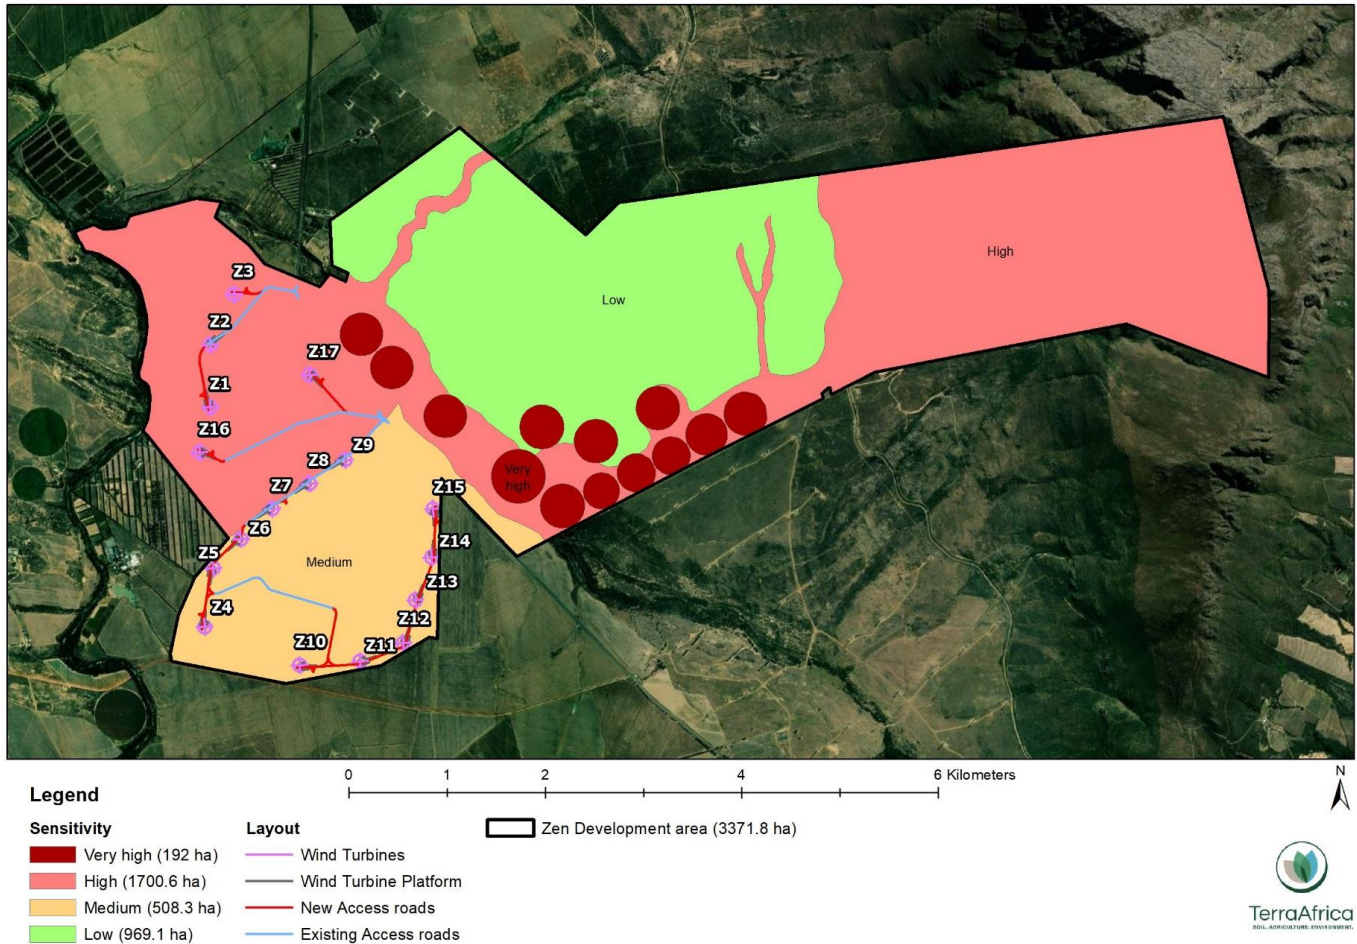 Z3
Z2
Z17
Z1
Z16
Z9
Z8
Z7
Z15
Z6
Z14
Z5
Z13
Z4
Z12
Z10
Z11
High
Low
Very
high
Medium
0 1 2 4 6 Kilometers
N
Legend
Sensitivity
Very high (192 ha)
High (1700.6 ha)
Medium (508.3 ha)
Low (969.1 ha)
Layout
Wind Turbines
Wind Turbine Platform
New Access roads
Existing Access roads
Zen Development area (3371.8 ha)
TerraAfrica
SOIL. AGRICULTURE. ENVIRONMENT.